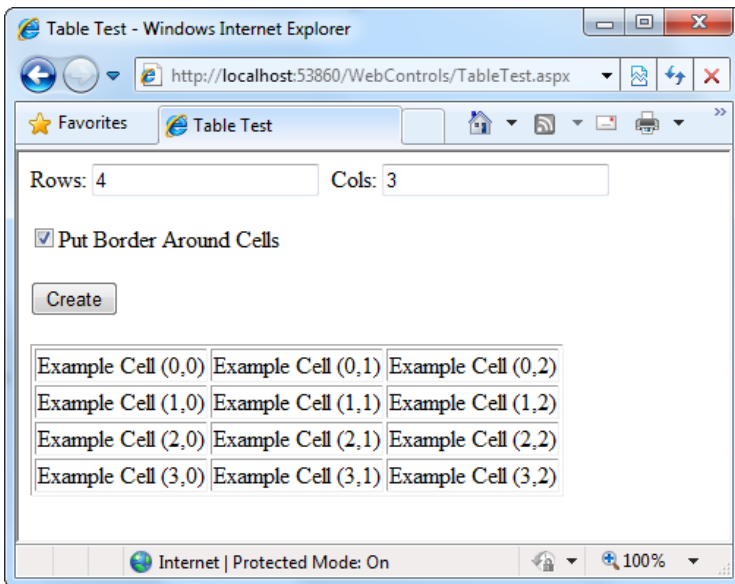 Table Test - Windows Internet Explorer
http://localhost:53860/WebControls/TableTest.aspx
Favorites Table Test
Rows: 4 Cols: 3
Put Border Around Cells
Create
Example Cell (0,0) Example Cell (0,1) Example Cell (0,2)
Example Cell (1,0) Example Cell (1,1) Example Cell (1,2)
Example Cell (2,0) Example Cell (2,1) Example Cell (2,2)
Example Cell (3,0) Example Cell (3,1) Example Cell (3,2)
Internet | Protected Mode: On 100%